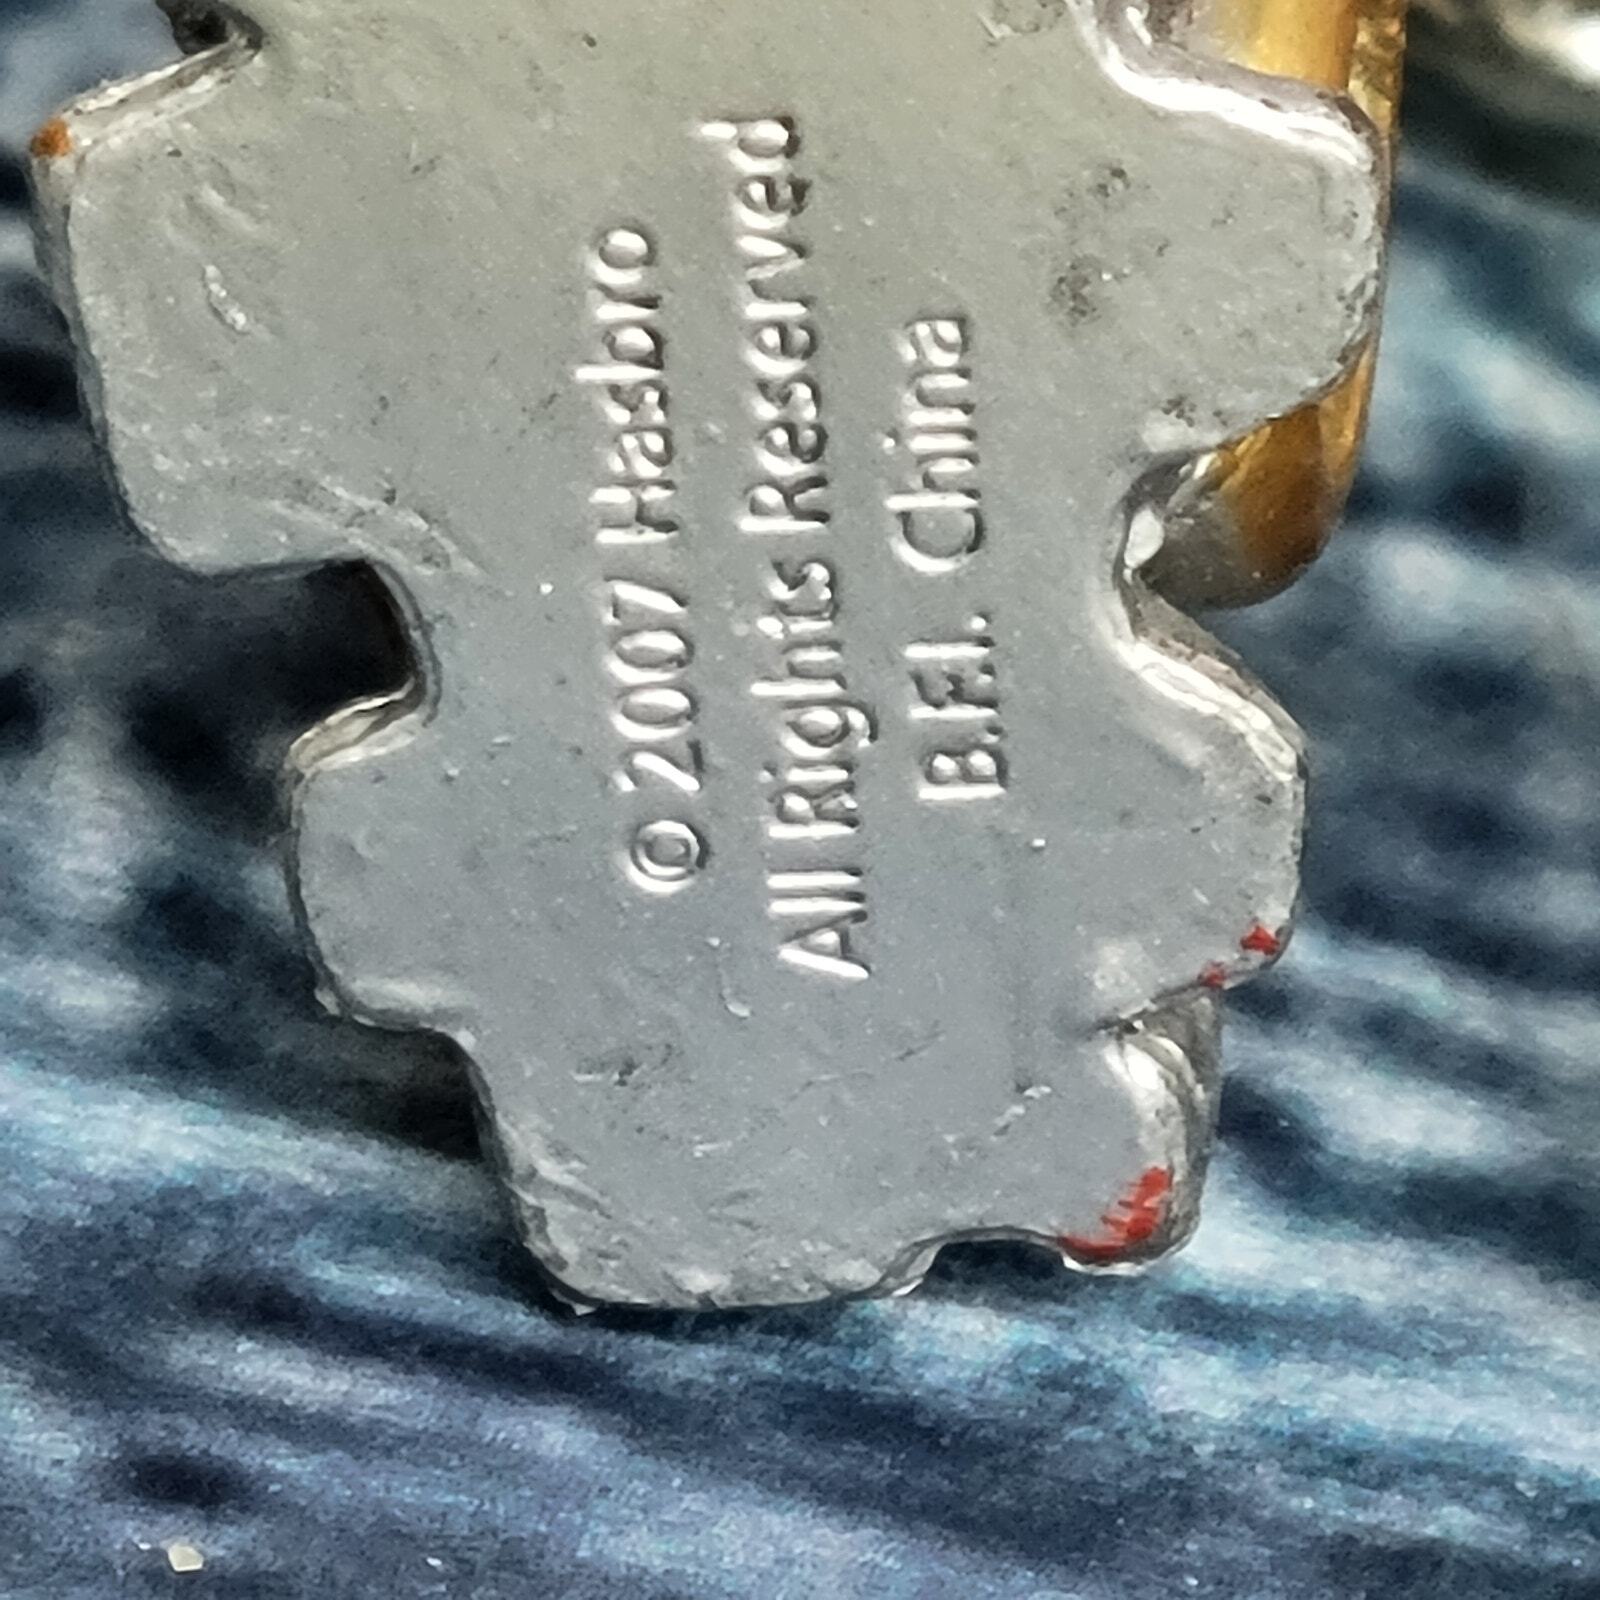 © 2007 Hasbro
All Rights Reserved
B.F.I. China